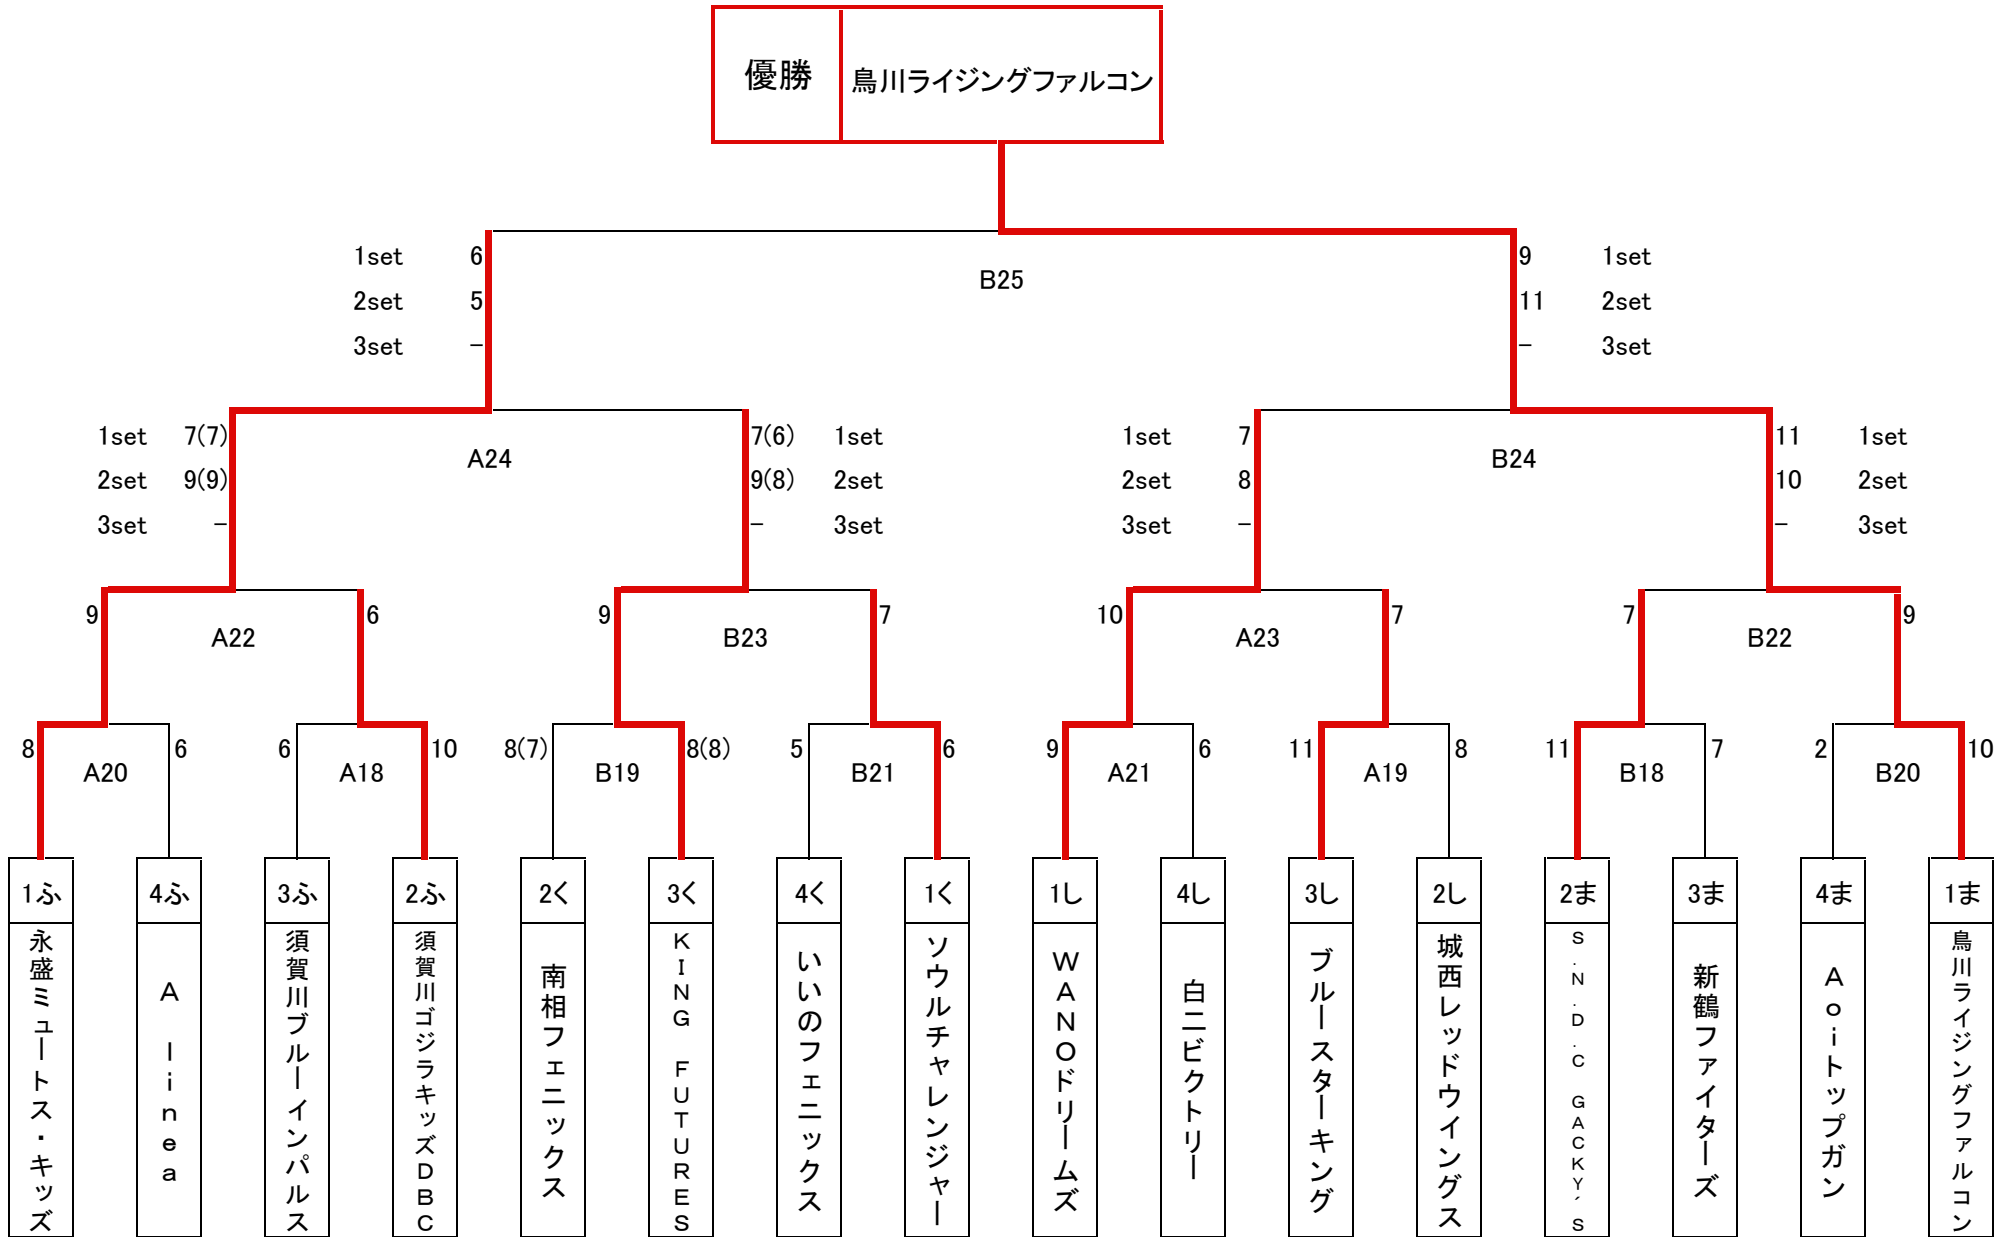 優勝 鳥川ライジングファルコン
1set 6 9 1set
B25
2set 5 11 2set
3set - - 3set
1set 7(7) 7(6) 1set 1set 7 11 1set
A24 B24
2set 9(9) 9(8) 2set 2set 8 10 2set
3set - - 3set 3set - - 3set
9 6 9 7 10 7 7 9
A22 B23 A23 B22
8 6 6 10 8(7) 8(8) 5 6 9 6 11 8 11 7 2 10
A20 A18 B19 B21 A21 A19 B18 B20
1ふ 4ふ 3ふ 2ふ 2く 3く 4く 1く 1し 4し 3し 2し 2ま 3ま 4ま 1ま
永盛ミュートス・キッズ
A linea
須賀川ブルーインパルス
須賀川ゴジラキッズDBC
南相フェニックス
KING FUTURES
いいのフェニックス
ソウルチャレンジャー
WANOドリームズ
白二ビクトリー
ブルースターキング
城西レッドウイングス
S.N.D.C GACKY´S
新鶴ファイターズ
Aoiトップガン
鳥川ライジングファルコン